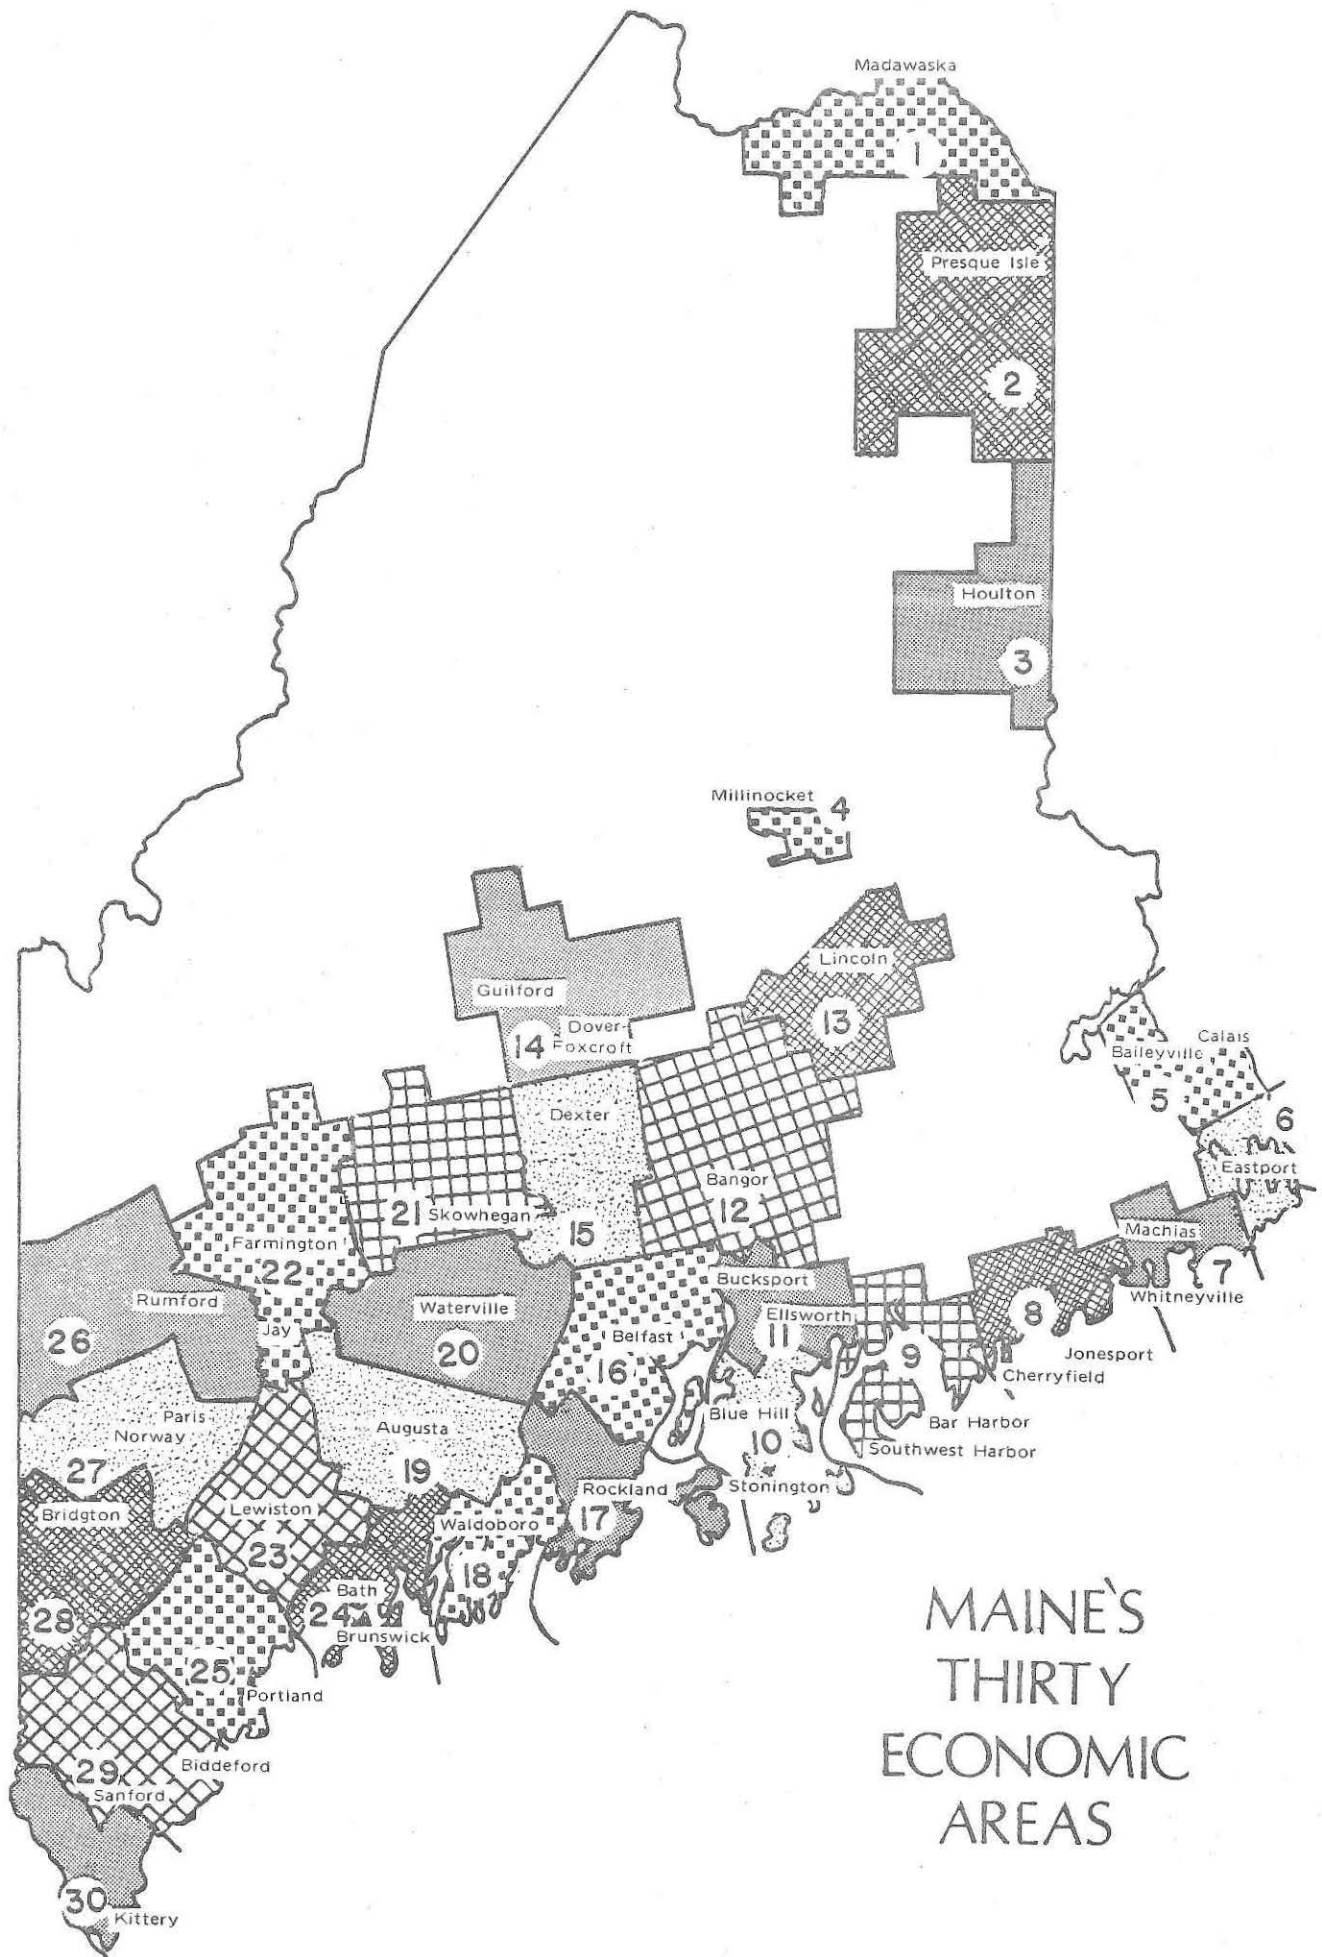 Madawaska
1
Presque Isle
2
Houlton
3
Millinocket
4
Lincoln
13
Guilford
14
Dover-
Foxcroft
Calais
Baileyville
5
6
Eastport
Dexter
15
Bangor
12
21
Skowhegan
Machias
7
Whitneyville
Farmington
22
Jay
Rumford
26
Waterville
20
Bucksport
Ellsworth
11
Belfast
16
8
Jonesport
Cherryfield
9
Bar Harbor
Southwest Harbor
Blue Hill
10
Stonington
Paris
Norway
27
Augusta
19
Rockland
17
Bridgton
28
Lewiston
23
Waldoboro
18
Bath
24
Brunswick
25
Portland
Biddeford
29
Sanford
30
Kittery
MAINE'S
THIRTY
ECONOMIC
AREAS